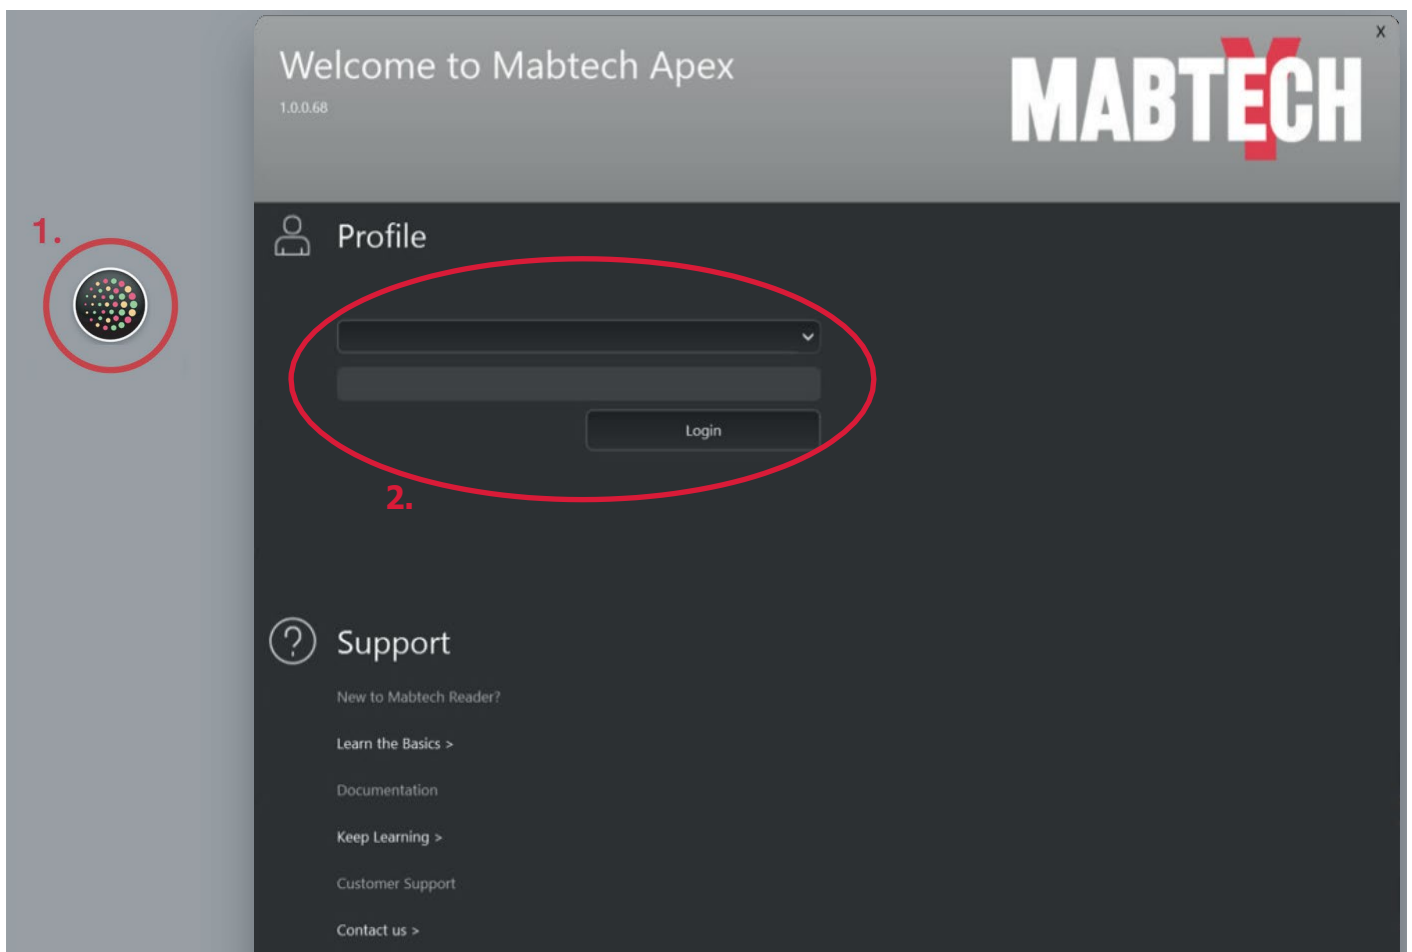 Welcome to Mabtech Apex
1.0.0.68
X
MABTECH
1.
Profile
Login
2.
?
Support
New to Mabtech Reader?
Learn the Basics >
Documentation
Keep Learning >
Customer Support
Contact us >